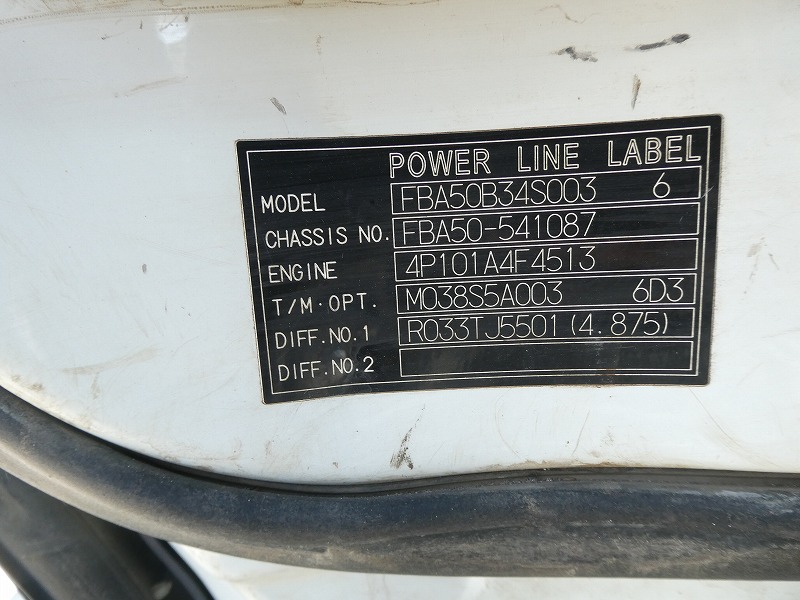 POWER LINE LABEL
MODEL FBA50B34S003 6
CHASSIS NO. FBA50-541087
ENGINE 4P101A4F4513
T/M·OPT. M038S5A003 6D3
DIFF.NO.1 R033TJ5501(4.875)
DIFF.NO.2